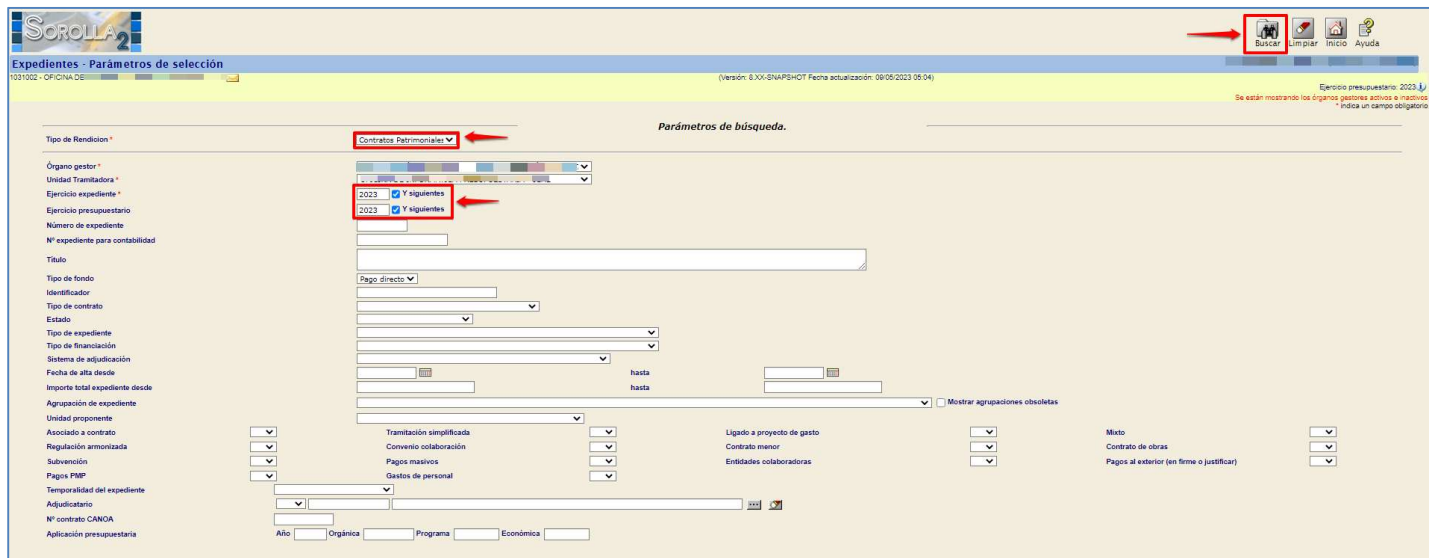 SOROLLA2
Buscar Limpiar Inicio Ayuda
Expedientes - Parámetros de selección
1031002 - OFICINA DE
(Versión: 8.XX-SNAPSHOT Fecha actualización: 09/05/2023 05:04)
Ejercicio presupuestario: 2023
Se están mostrando los órganos gestores activos e inactivos
* Indica un campo obligatorio
Parámetros de búsqueda.
Tipo de Rendicion * Contratos Patrimoniales
Órgano gestor *
Unidad Tramitadora *
Ejercicio expediente * 2023 Y siguientes
Ejercicio presupuestario 2023 Y siguientes
Número de expediente
Nº expediente para contabilidad
Título
Tipo de fondo Pago directo
Identificador
Tipo de contrato
Estado
Tipo de expediente
Tipo de financiación
Sistema de adjudicación
Fecha de alta desde hasta
Importe total expediente desde hasta
Agrupación de expediente Mostrar agrupaciones obsoletas
Unidad proponente
Asociado a contrato Tramitación simplificada Ligado a proyecto de gasto Mixto
Regulación armonizada Convenio colaboración Contrato menor Contrato de obras
Subvención Pagos masivos Entidades colaboradoras Pagos al exterior (en firme o justificar)
Pagos PMP Gastos de personal
Temporalidad del expediente
Adjudicatario
Nº contrato CANOA
Aplicación presupuestaria Año Orgánica Programa Económica